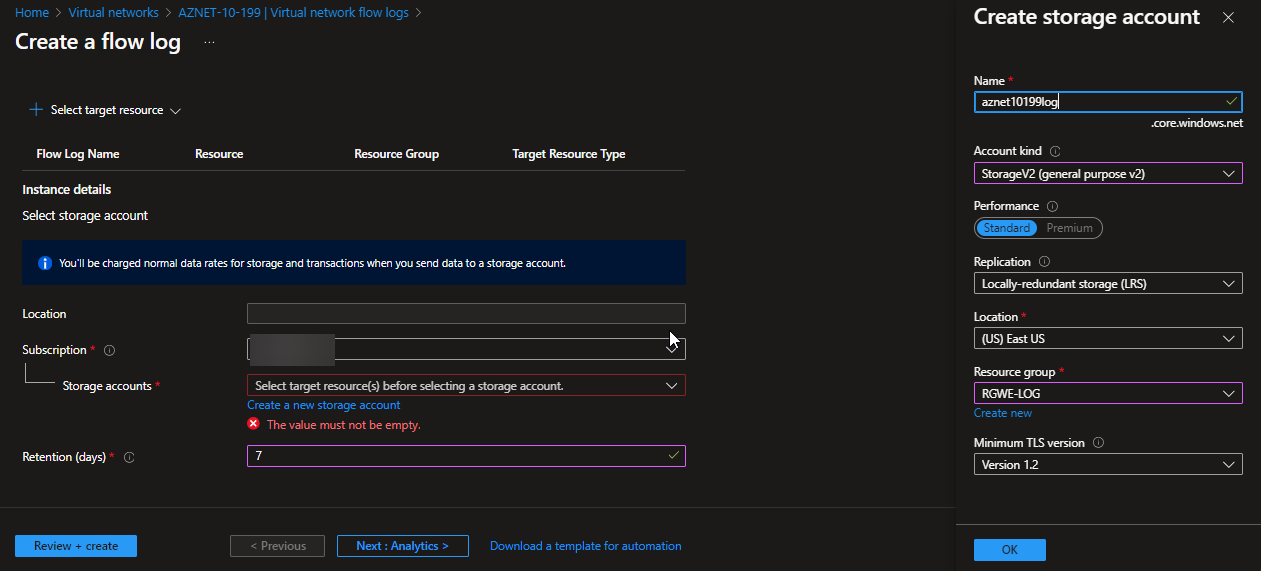 Home > Virtual networks > AZNET-10-199 | Virtual network flow logs >
Create a flow log ...
+ Select target resource
Flow Log Name Resource Resource Group Target Resource Type
Instance details
Select storage account
You'll be charged normal data rates for storage and transactions when you send data to a storage account.
Location
Subscription *
Storage accounts * Select target resource(s) before selecting a storage account.
Create a new storage account
The value must not be empty.
Retention (days) * 7
Review + create < Previous Next : Analytics > Download a template for automation
Create storage account
Name *
aznet10199log
.core.windows.net
Account kind
StorageV2 (general purpose v2)
Performance
Standard Premium
Replication
Locally-redundant storage (LRS)
Location *
(US) East US
Resource group *
RGWE-LOG
Create new
Minimum TLS version
Version 1.2
OK